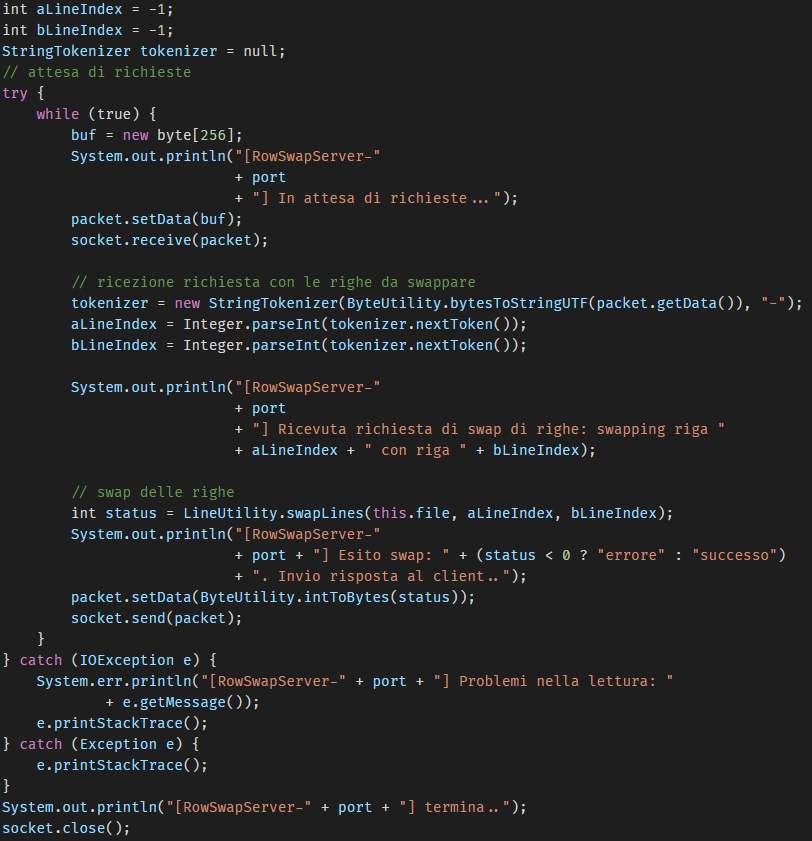 int aLineIndex = -1;
int bLineIndex = -1;
StringTokenizer tokenizer = null;
// attesa di richieste
try {
    while (true) {
        buf = new byte[256];
        System.out.println("[RowSwapServer-"
                           + port
                           + "] In attesa di richieste...");
        packet.setData(buf);
        socket.receive(packet);

        // ricezione richiesta con le righe da swappare
        tokenizer = new StringTokenizer(ByteUtility.bytesToStringUTF(packet.getData()), "-");
        aLineIndex = Integer.parseInt(tokenizer.nextToken());
        bLineIndex = Integer.parseInt(tokenizer.nextToken());

        System.out.println("[RowSwapServer-"
                           + port
                           + "] Ricevuta richiesta di swap di righe: swapping riga "
                           + aLineIndex + " con riga " + bLineIndex);

        // swap delle righe
        int status = LineUtility.swapLines(this.file, aLineIndex, bLineIndex);
        System.out.println("[RowSwapServer-"
                           + port + "] Esito swap: " + (status < 0 ? "errore" : "successo")
                           + ". Invio risposta al client..");
        packet.setData(ByteUtility.intToBytes(status));
        socket.send(packet);
    }
} catch (IOException e) {
    System.err.println("[RowSwapServer-" + port + "] Problemi nella lettura: "
            + e.getMessage());
    e.printStackTrace();
} catch (Exception e) {
    e.printStackTrace();
}
System.out.println("[RowSwapServer-" + port + "] termina..");
socket.close();